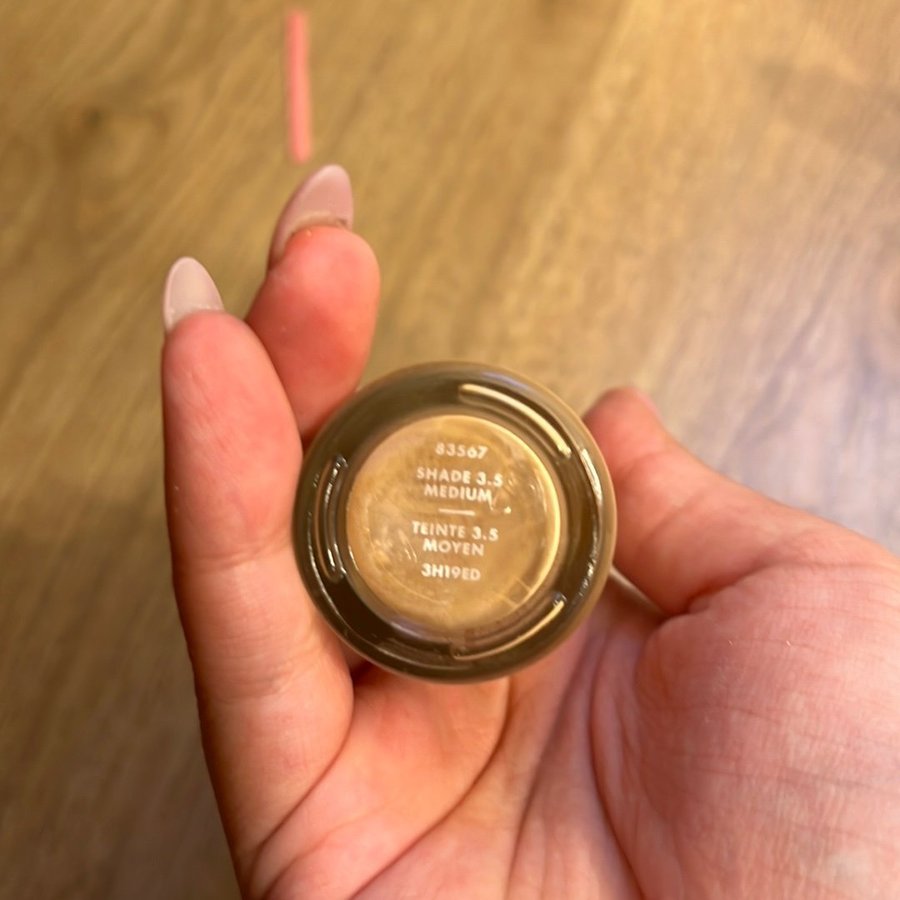 83567
SHADE 3.5
MEDIUM
TEINTE 3.5
MOYEN
3H19ED